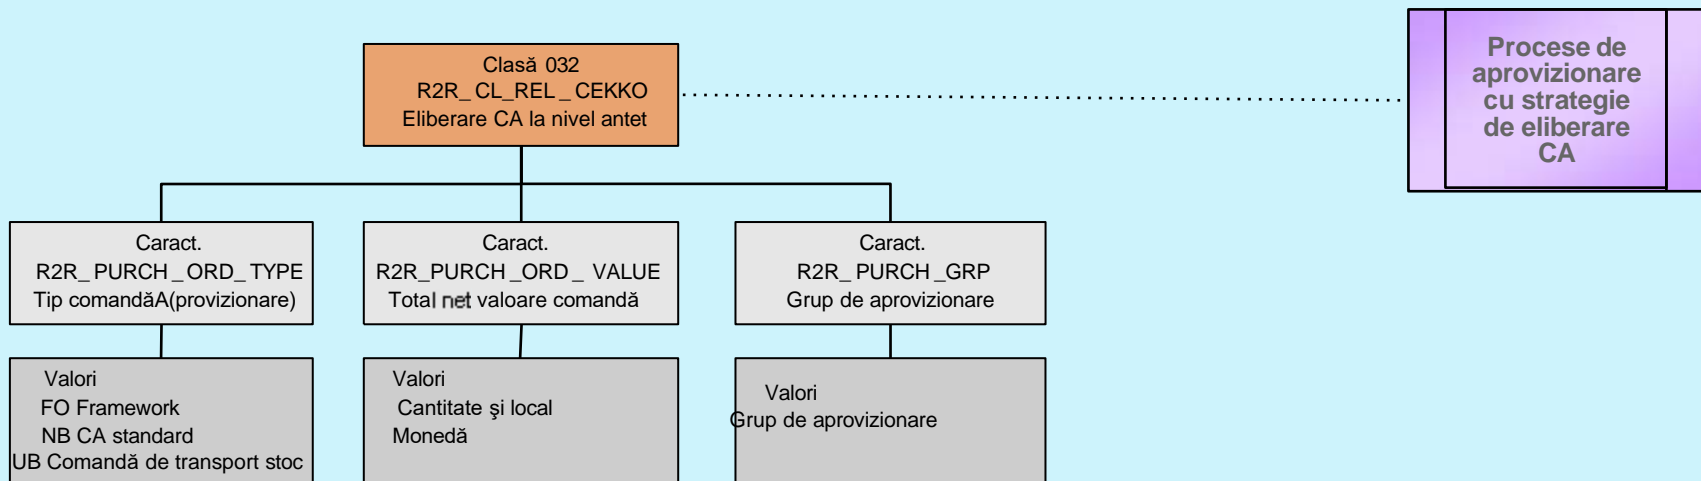 Procese de
aprovizionare
cu strategie
de eliberare
CA
Clasă 032
R2R_ CL_REL _ CEKKO
Eliberare CA la nivel antet
Caract.
R2R_ PURCH _ ORD_ TYPE
Tip comandăA(provizionare)
Caract.
R2R_PURCH _ORD _ VALUE
Total net valoare comandă
Caract.
R2R_ PURCH _GRP
Grup de aprovizionare
Valori
FO Framework
NB CA standard
UB Comandă de transport stoc
Valori
Cantitate şi local
Monedă
Valori
Grup de aprovizionare